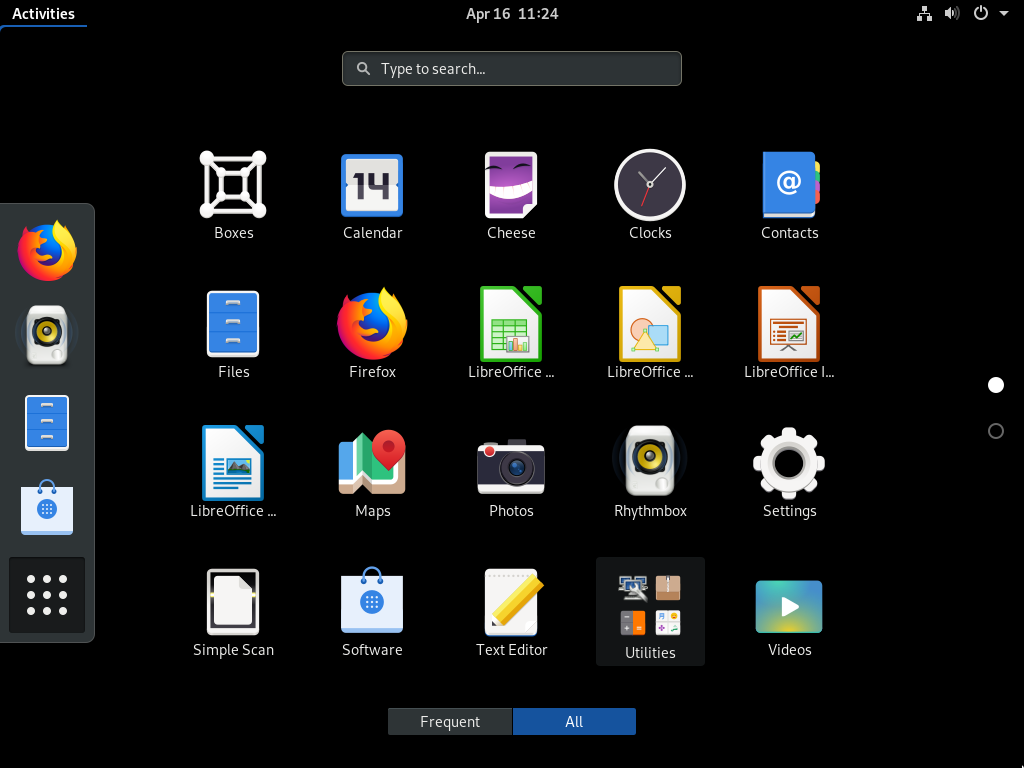 Activities
Apr 16 11:24
Type to search...
14
@
Boxes
Calendar
Cheese
Clocks
Contacts
Files
Firefox
LibreOffice ...
LibreOffice ...
LibreOffice I...
LibreOffice ...
Maps
Photos
Rhythmbox
Settings
Simple Scan
Software
Text Editor
Utilities
Videos
Frequent
All